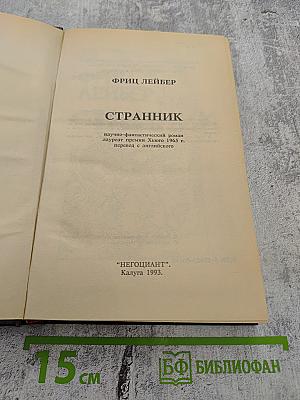 ФРИЦ ЛЕЙБЕР
СТРАННИК
научно-фантастический роман
лауреат премии Хьюго 1965 г.
перевод с английского
"НЕГОЦИАНТ".
Калуга 1993.
15 см
БФ БИБЛИОФАН